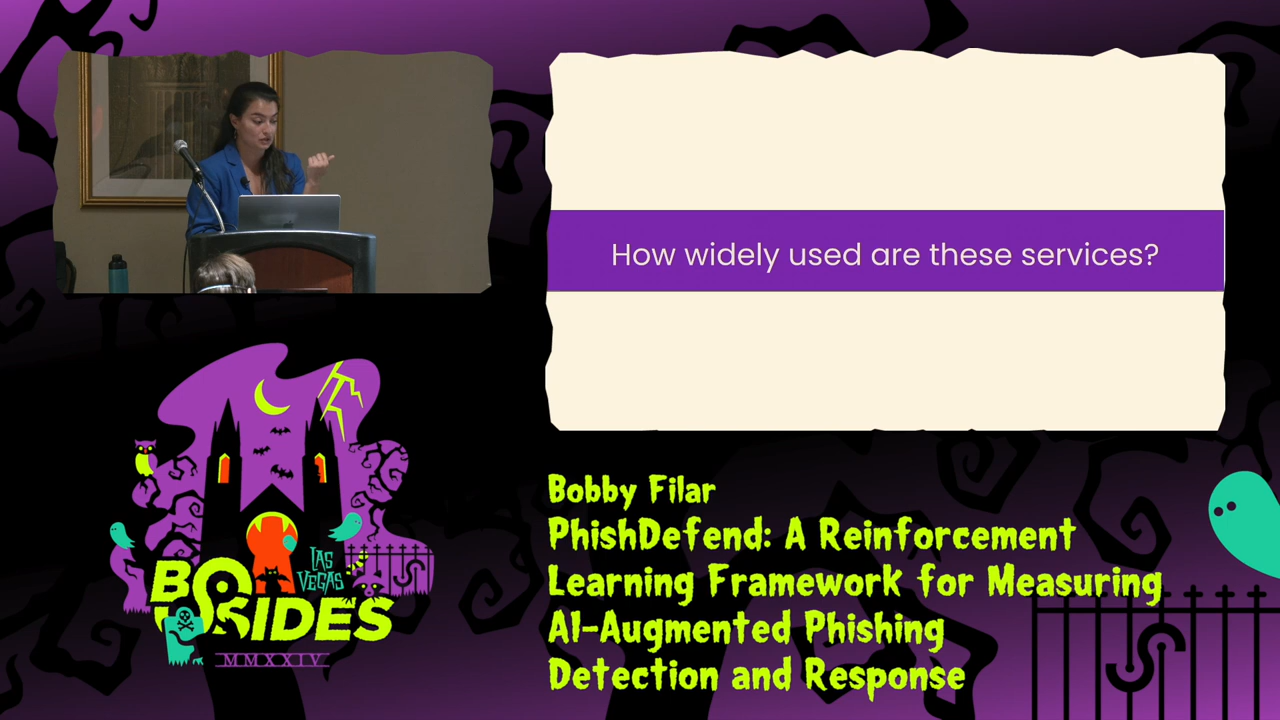 How widely used are these services?
Bobby Filar
PhishDefend: A Reinforcement
Learning Framework for Measuring
AI-Augmented Phishing
Detection and Response
LAS
VEGAS
BSIDES
MMXXIV